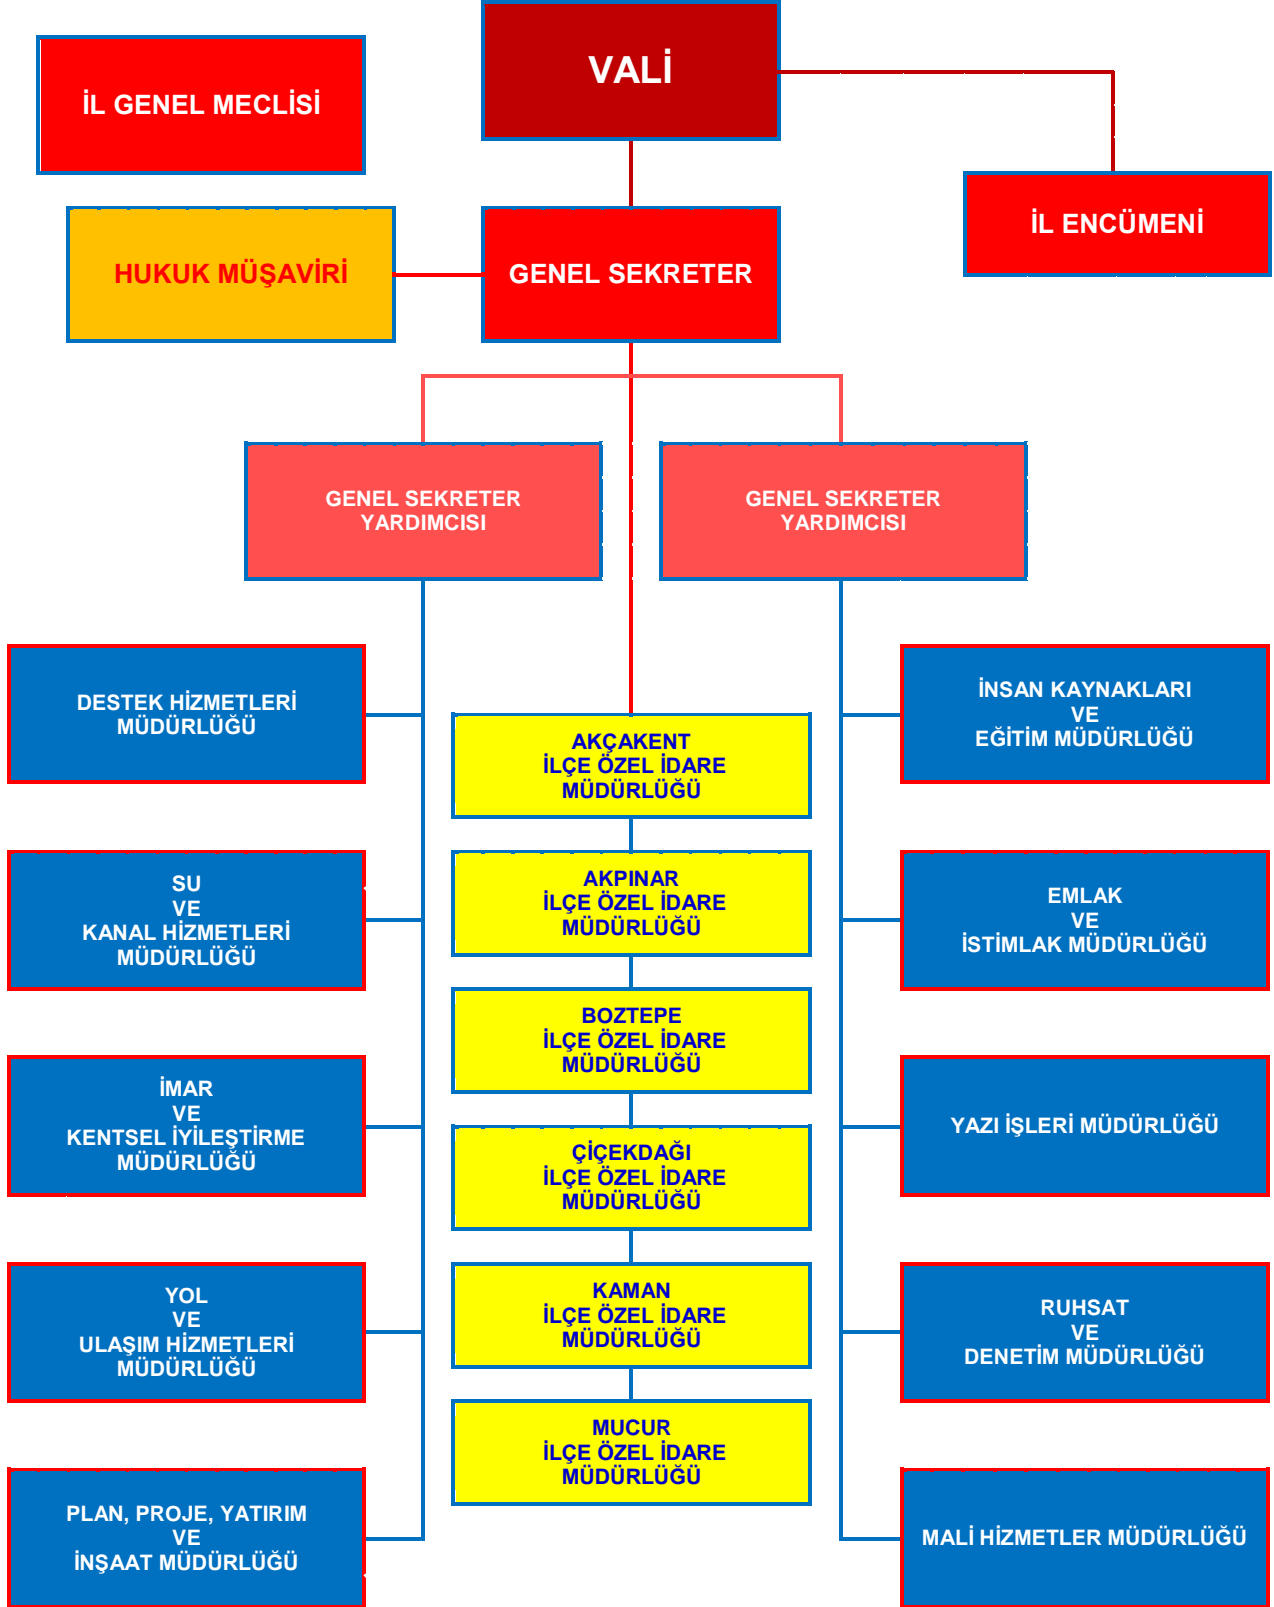 VALİ
İL GENEL MECLİSİ
İL ENCÜMENİ
HUKUK MÜŞAVİRİ
GENEL SEKRETER
GENEL SEKRETER
YARDIMCISI
GENEL SEKRETER
YARDIMCISI
DESTEK HİZMETLERİ
MÜDÜRLÜĞÜ
SU
VE
KANAL HİZMETLERİ
MÜDÜRLÜĞÜ
İMAR
VE
KENTSEL İYİLEŞTİRME
MÜDÜRLÜĞÜ
YOL
VE
ULAŞIM HİZMETLERİ
MÜDÜRLÜĞÜ
PLAN, PROJE, YATIRIM
VE
İNŞAAT MÜDÜRLÜĞÜ
AKÇAKENT
İLÇE ÖZEL İDARE
MÜDÜRLÜĞÜ
AKPINAR
İLÇE ÖZEL İDARE
MÜDÜRLÜĞÜ
BOZTEPE
İLÇE ÖZEL İDARE
MÜDÜRLÜĞÜ
ÇİÇEKDAĞI
İLÇE ÖZEL İDARE
MÜDÜRLÜĞÜ
KAMAN
İLÇE ÖZEL İDARE
MÜDÜRLÜĞÜ
MUCUR
İLÇE ÖZEL İDARE
MÜDÜRLÜĞÜ
İNSAN KAYNAKLARI
VE
EĞİTİM MÜDÜRLÜĞÜ
EMLAK
VE
İSTİMLAK MÜDÜRLÜĞÜ
YAZI İŞLERİ MÜDÜRLÜĞÜ
RUHSAT
VE
DENETİM MÜDÜRLÜĞÜ
MALİ HİZMETLER MÜDÜRLÜĞÜ